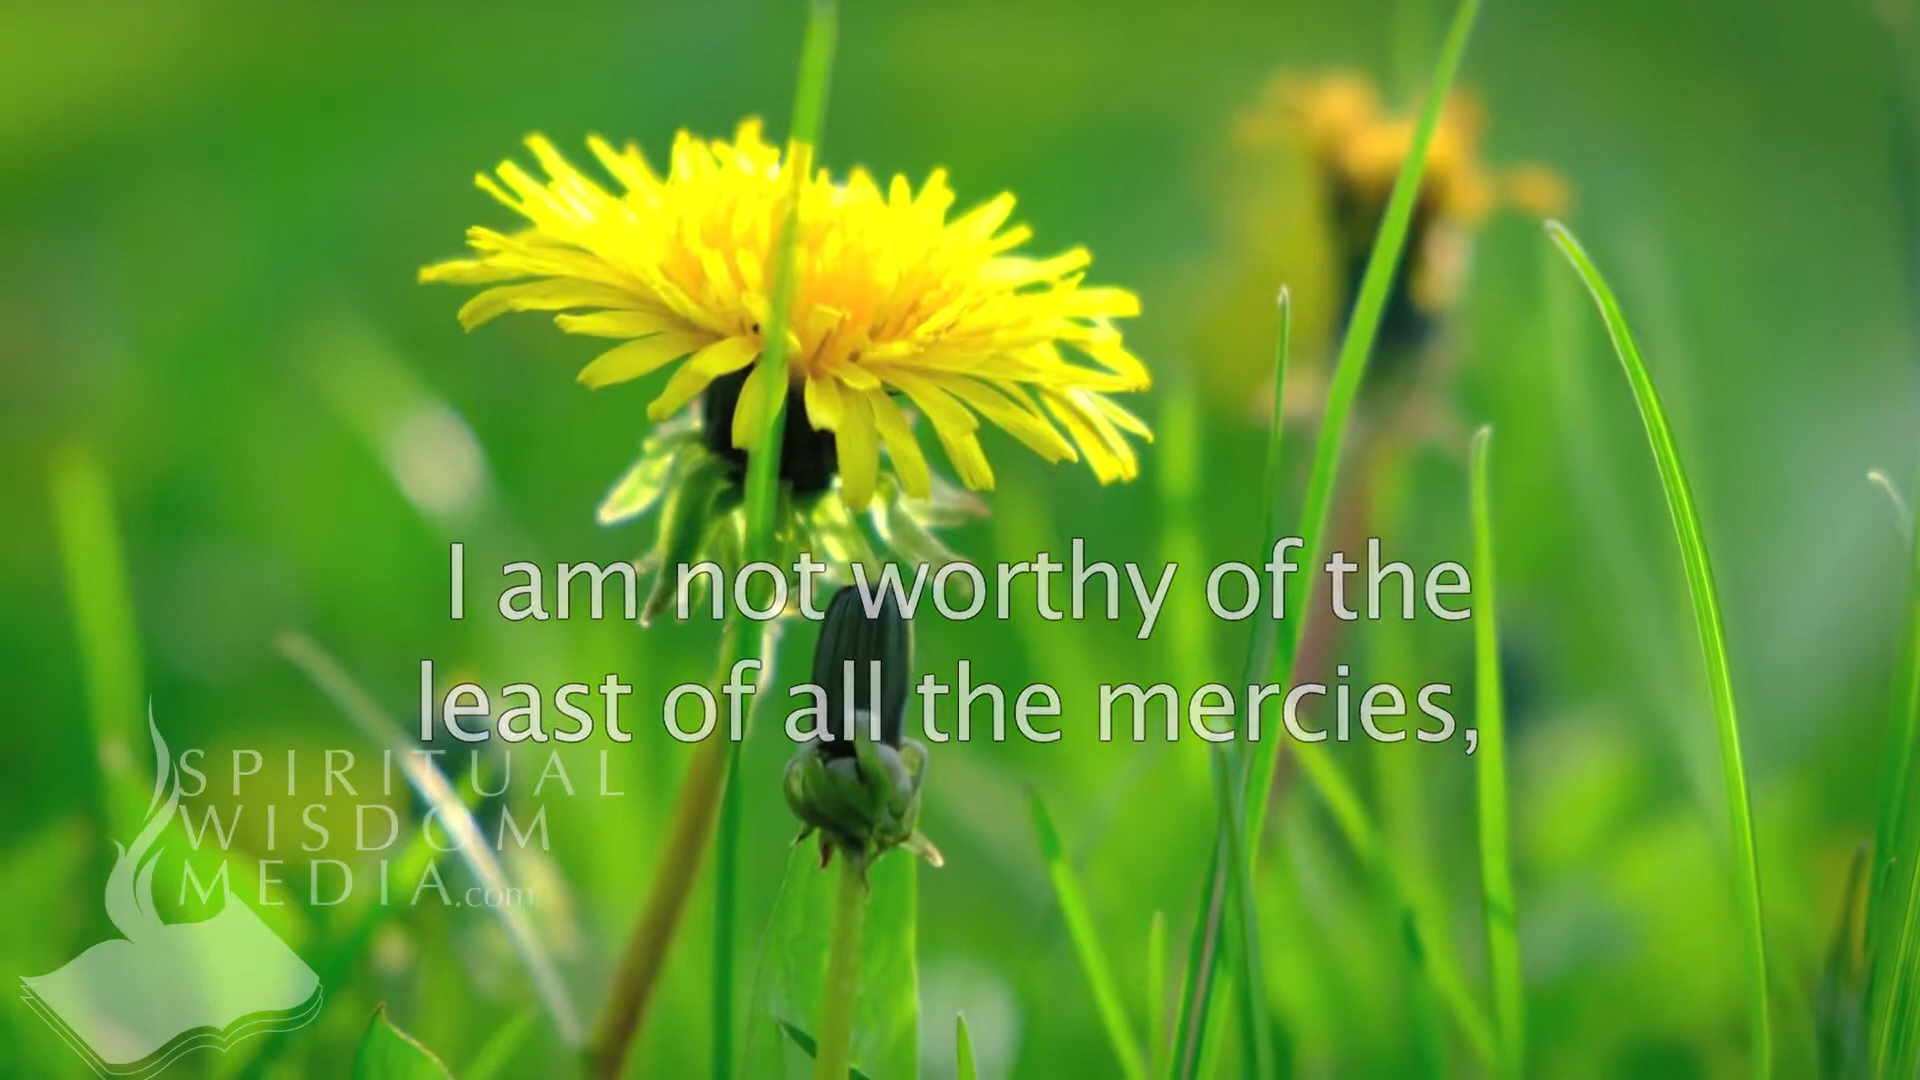 I am not worthy of the
least of all the mercies,
SPIRITUAL
WISDOM
MEDIA.com